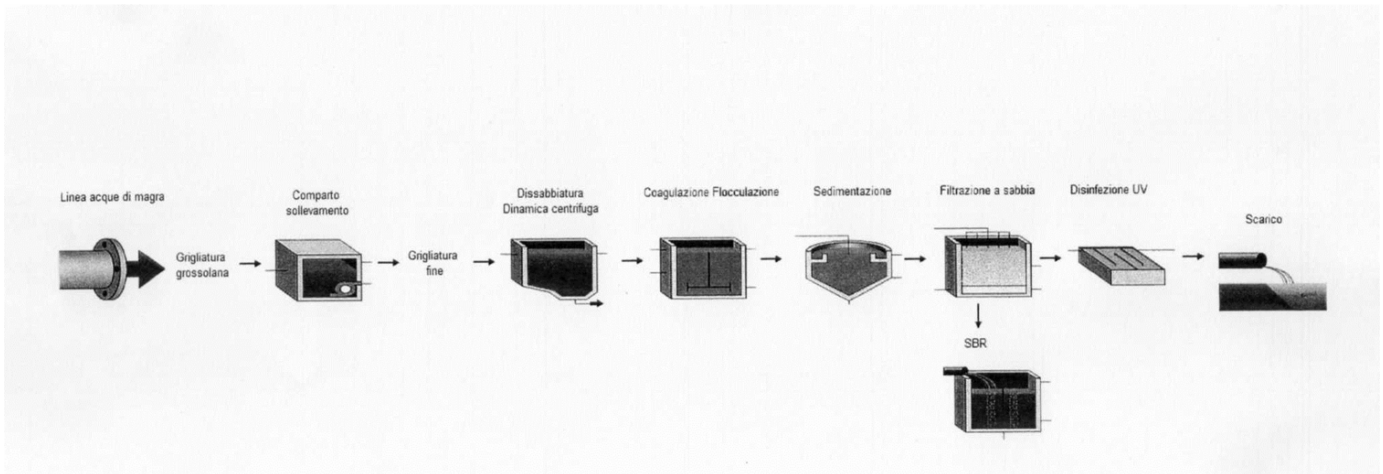 Linea acque di magra
Grigliatura
grossolana
Comparto
sollevamento
Grigliatura
fine
Dissabbiatura
Dinamica centrifuga
Coagulazione Flocculazione
Sedimentazione
Filtrazione a sabbia
SBR
Disinfezione UV
Scarico